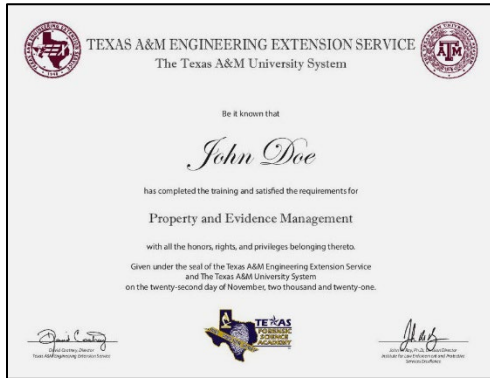 TEXAS A&M ENGINEERING EXTENSION SERVICE
The Texas A&M University System
Be it known that
John Doe
has completed the training and satisfied the requirements for
Property and Evidence Management
with all the honors, rights, and privileges belonging thereto.
Given under the seal of the Texas A&M Engineering Extension Service
and The Texas A&M University System
on the twenty-second day of November, two thousand and twenty-one.
TEXAS
FORENSIC
SCIENCE
ACADEMY
Director
Texas A&M Engineering Extension Service